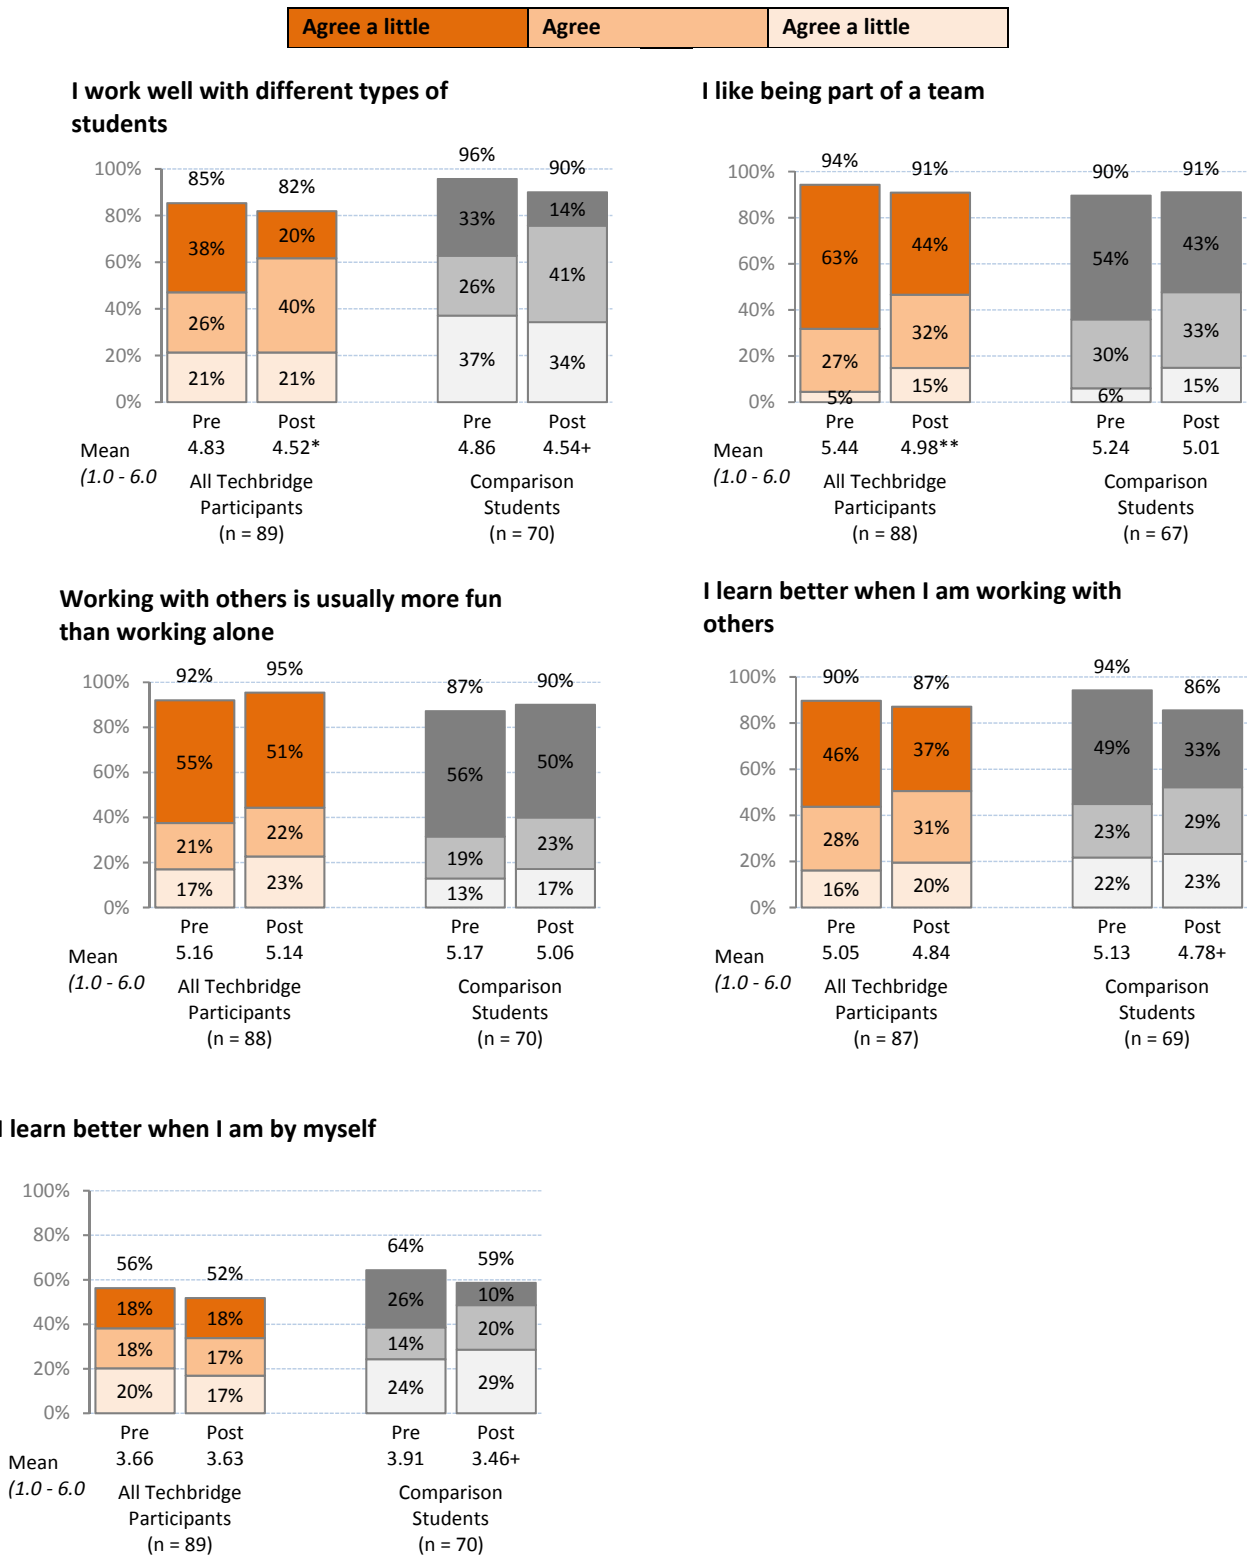 Agree a little Agree Agree a little
I work well with different types of
students
100%
80%
60%
40%
20%
0%
85% 82% 96% 90%
38% 20% 33% 14%
26% 40% 26% 41%
21% 21% 37% 34%
Pre Post Pre Post
Mean 4.83 4.52* 4.86 4.54+
(1.0 - 6.0 All Techbridge Comparison
Participants Students
(n = 89) (n = 70)
I like being part of a team
100%
80%
60%
40%
20%
0%
94% 91% 90% 91%
63% 44% 54% 43%
27% 32% 30% 33%
5% 15% 6% 15%
Pre Post Pre Post
Mean 5.44 4.98** 5.24 5.01
(1.0 - 6.0 All Techbridge Comparison
Participants Students
(n = 88) (n = 67)
Working with others is usually more fun
than working alone
100%
80%
60%
40%
20%
0%
92% 95% 87% 90%
55% 51% 56% 50%
21% 22% 19% 23%
17% 23% 13% 17%
Pre Post Pre Post
Mean 5.16 5.14 5.17 5.06
(1.0 - 6.0 All Techbridge Comparison
Participants Students
(n = 88) (n = 70)
I learn better when I am working with
others
100%
80%
60%
40%
20%
0%
90% 87% 94% 86%
46% 37% 49% 33%
28% 31% 23% 29%
16% 20% 22% 23%
Pre Post Pre Post
Mean 5.05 4.84 5.13 4.78+
(1.0 - 6.0 All Techbridge Comparison
Participants Students
(n = 87) (n = 69)
I learn better when I am by myself
100%
80%
60%
40%
20%
0%
56% 52% 64% 59%
18% 18% 26% 10%
18% 17% 14% 20%
20% 17% 24% 29%
Pre Post Pre Post
Mean 3.66 3.63 3.91 3.46+
(1.0 - 6.0 All Techbridge Comparison
Participants Students
(n = 89) (n = 70)